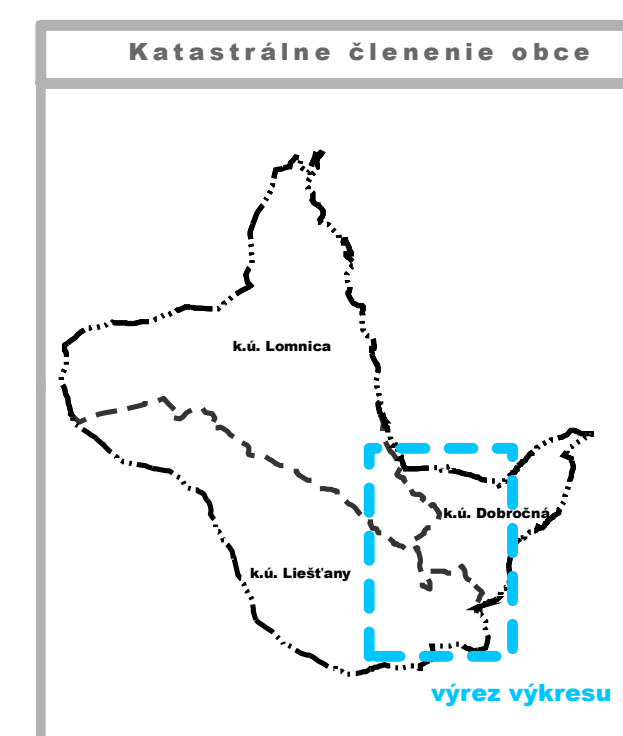 Katastrálne členenie obce
k.ú. Lomnica
k.ú. Dobročná
k.ú. Liešťany
výrez výkresu